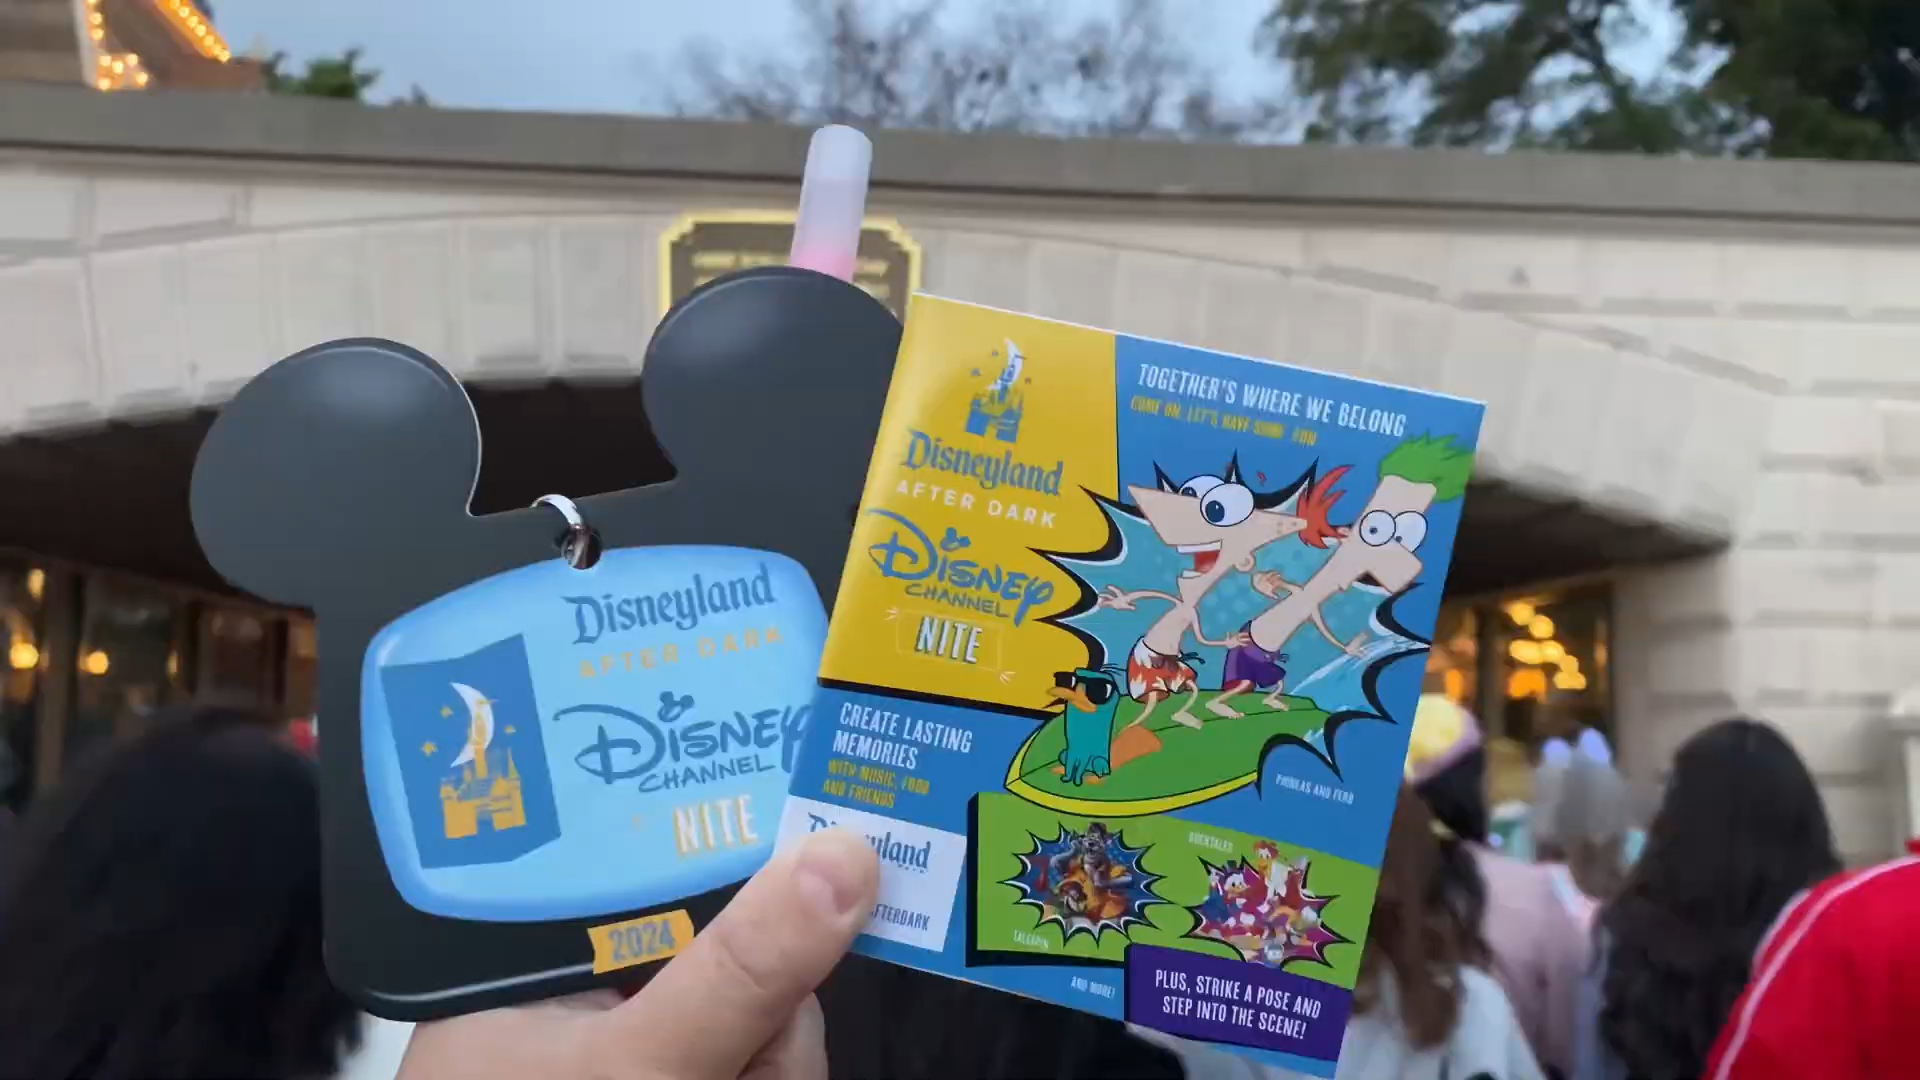 Disneyland
AFTER DARK
DISNEY
CHANNEL
NITE
2024
Disneyland
AFTER DARK
DISNEY
CHANNEL
NITE
TOGETHER'S WHERE WE BELONG
COME ON, LET'S HAVE SOME FUN
CREATE LASTING
MEMORIES
WITH MUSIC, FOOD
AND FRIENDS
PHINEAS AND FERB
DUCKTALES
TALESPIN
AND MORE!
PLUS, STRIKE A POSE AND
STEP INTO THE SCENE!